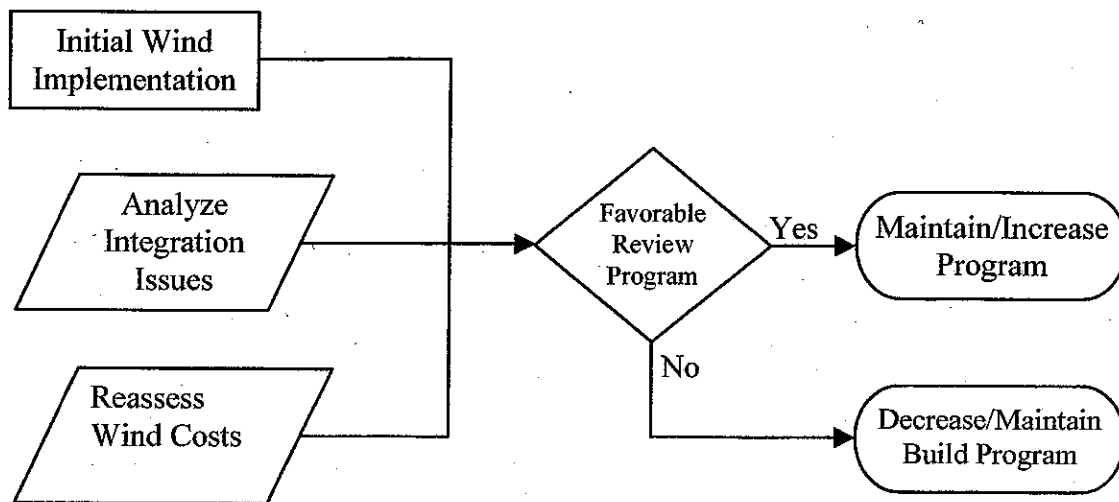 Initial Wind
Implementation
Analyze
Integration
Issues
Reassess
Wind Costs
Favorable
Review
Program
Yes
No
Maintain/Increase
Program
Decrease/Maintain
Build Program